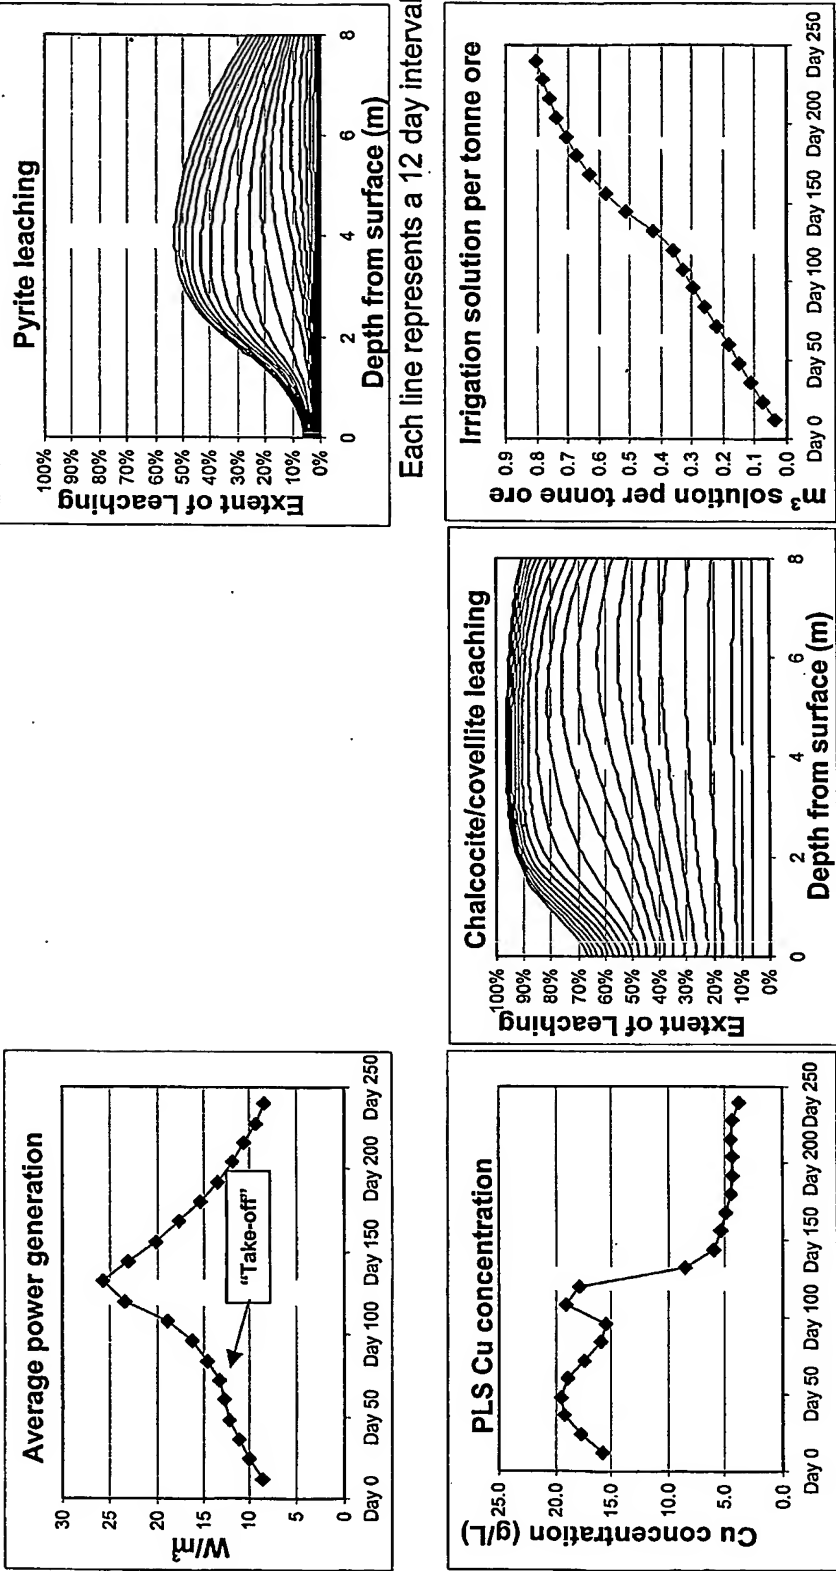 Average power generation
30
25
20
15
10
5
0
W/m³
"Take-off"
Day 0
Day 50
Day 100
Day 150
Day 200
Day 250
Pyrite leaching
100%
90%
80%
70%
60%
50%
40%
30%
20%
10%
0%
Extent of Leaching
0
2
4
6
8
Depth from surface (m)
Each line represents a 12 day interval
PLS Cu concentration
25.0
20.0
15.0
10.0
5.0
0.0
Cu concentration (g/L)
Day 0
Day 50
Day 100
Day 150
Day 200
Day 250
Chalcocite/covellite leaching
100%
90%
80%
70%
60%
50%
40%
30%
20%
10%
0%
Extent of Leaching
0
2
4
6
8
Depth from surface (m)
Irrigation solution per tonne ore
0.9
0.8
0.7
0.6
0.5
0.4
0.3
0.2
0.1
0.0
m³ solution per tonne ore
Day 0
Day 50
Day 100
Day 150
Day 200
Day 250